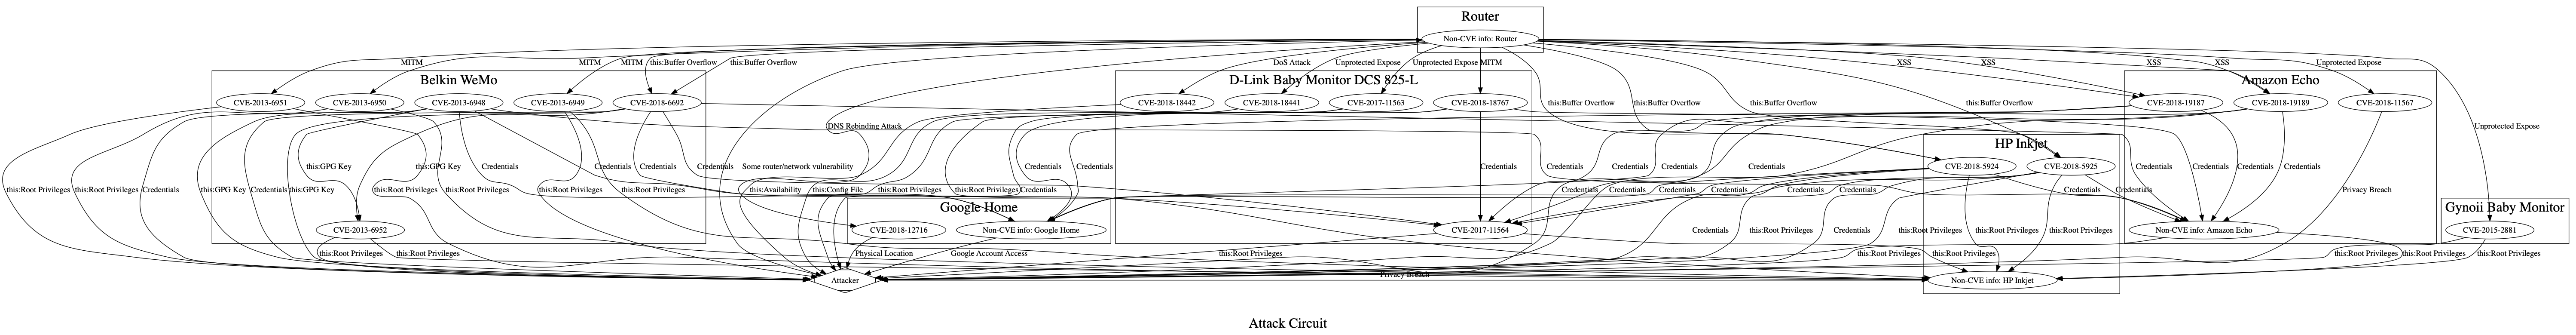 Router
Non-CVE info: Router
MITM
MITM
MITM
this:Buffer Overflow
this:Buffer Overflow
DoS Attack
Unprotected Expose
Unprotected Expose
MITM
XSS
XSS
XSS
XSS
Unprotected Expose
Belkin WeMo
D-Link Baby Monitor DCS 825-L
Amazon Echo
CVE-2013-6951
CVE-2013-6950
CVE-2013-6948
CVE-2013-6949
CVE-2018-6692
CVE-2018-18442
CVE-2018-18441
CVE-2017-11563
CVE-2018-18767
this:Buffer Overflow
this:Buffer Overflow
this:Buffer Overflow
this:Buffer Overflow
CVE-2018-19187
CVE-2018-19189
CVE-2018-11567
DNS Rebinding Attack
Unprotected Expose
HP Inkjet
this:GPG Key
this:GPG Key
Credentials
Credentials
Credentials
Credentials
Some router/network vulnerability
Credentials
Credentials
Credentials
Credentials
Credentials
Credentials
Credentials
CVE-2018-5924
CVE-2018-5925
Credentials
Credentials
Credentials
Credentials
this:Root Privileges
this:Root Privileges
Credentials
this:GPG Key
Credentials
this:GPG Key
this:Root Privileges
this:Root Privileges
this:Root Privileges
this:Root Privileges
this:Availability
this:Config File
this:Root Privileges
this:Root Privileges
Credentials
Credentials
Credentials
Credentials
Credentials
Credentials
Credentials
Credentials
Credentials
Privacy Breach
Google Home
Gynoii Baby Monitor
CVE-2013-6952
CVE-2018-12716
Non-CVE info: Google Home
CVE-2017-11564
Credentials
this:Root Privileges
Credentials
this:Root Privileges
this:Root Privileges
this:Root Privileges
Non-CVE info: Amazon Echo
CVE-2015-2881
this:Root Privileges
this:Root Privileges
Physical Location
Google Account Access
this:Root Privileges
this:Root Privileges
this:Root Privileges
this:Root Privileges
this:Root Privileges
this:Root Privileges
Attacker
Privacy Breach
Non-CVE info: HP Inkjet
Attack Circuit